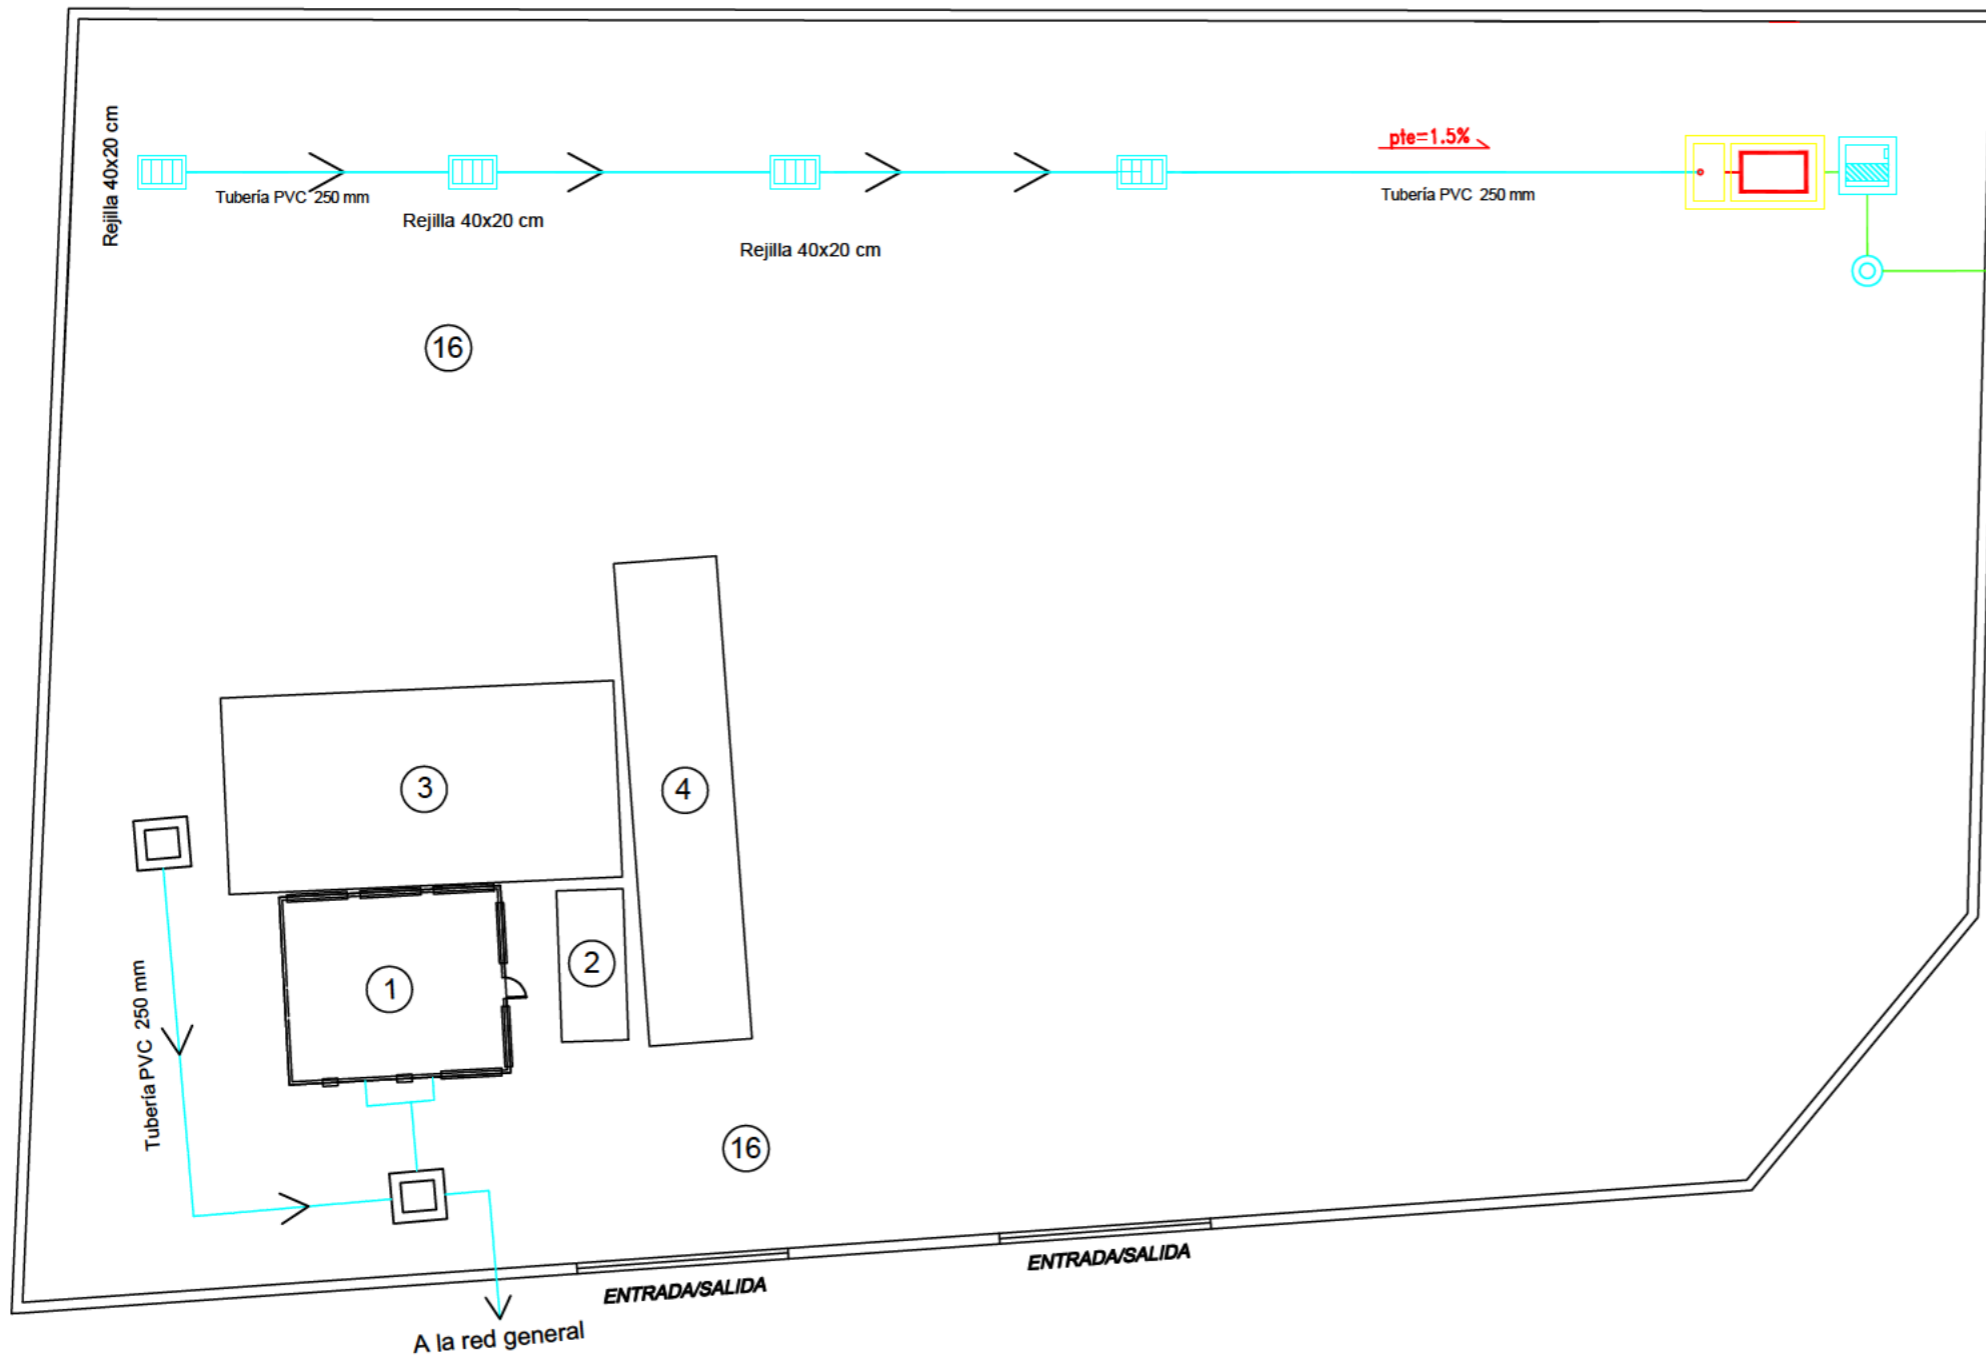 Rejilla 40x20 cm
Tubería PVC 250 mm
Rejilla 40x20 cm
Rejilla 40x20 cm
pte=1.5%
Tubería PVC 250 mm
16
3
4
2
1
Tubería PVC 250 mm
16
ENTRADA/SALIDA
ENTRADA/SALIDA
A la red general